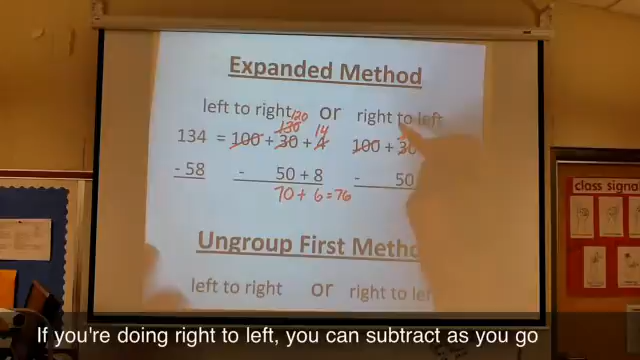 Expanded Method
left to right or right to left
120
130 14
134 = 100 + 30 + 4 100 + 30
- 58 - 50 + 8 - 50
70 + 6 = 76
Ungroup First Metho
left to right or right to lef
class signal
If you're doing right to left, you can subtract as you go